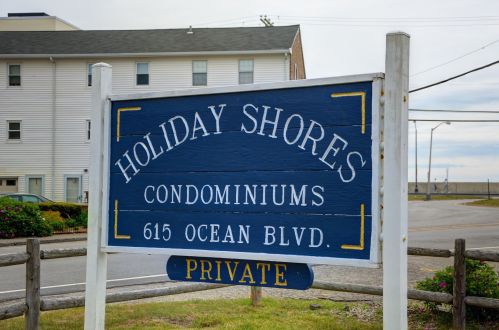 HOLIDAY SHORES
CONDOMINIUMS
615 OCEAN BLVD.
PRIVATE